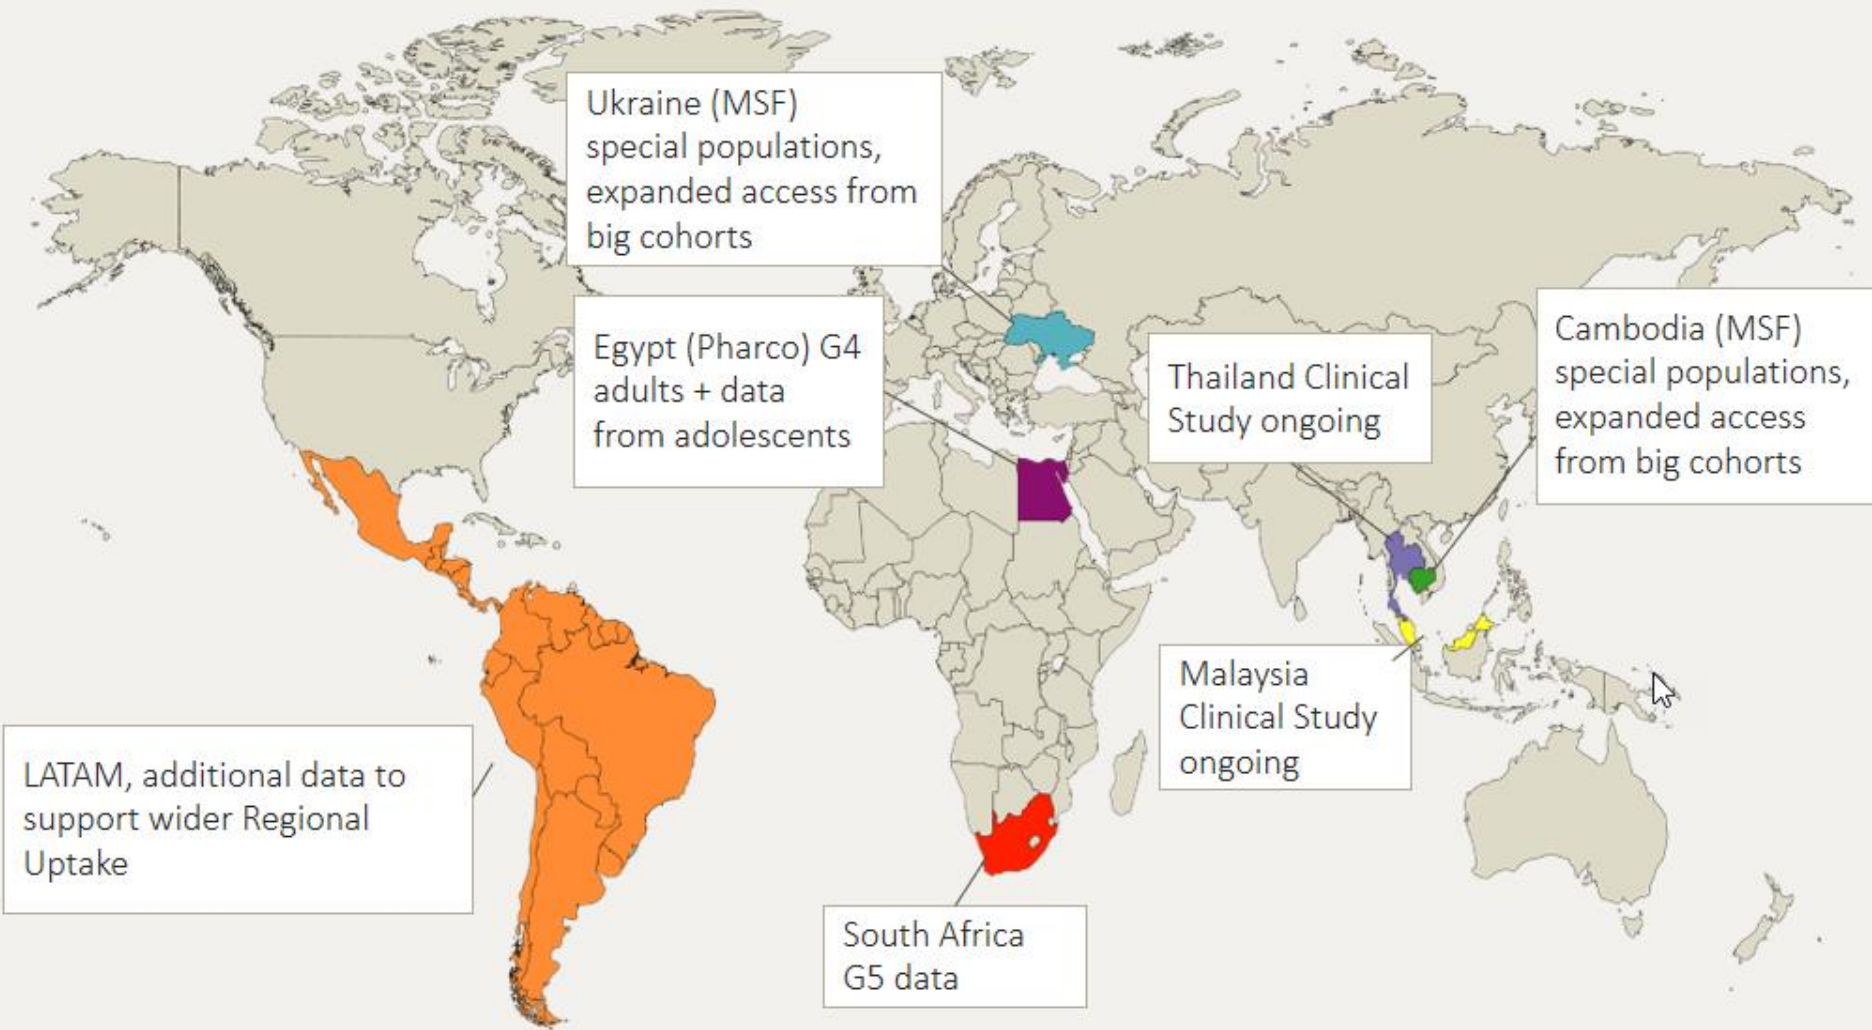 Ukraine (MSF)
special populations,
expanded access from
big cohorts
Egypt (Pharco) G4
adults + data
from adolescents
Thailand Clinical
Study ongoing
Cambodia (MSF)
special populations,
expanded access
from big cohorts
Malaysia
Clinical Study
ongoing
LATAM, additional data to
support wider Regional
Uptake
South Africa
G5 data